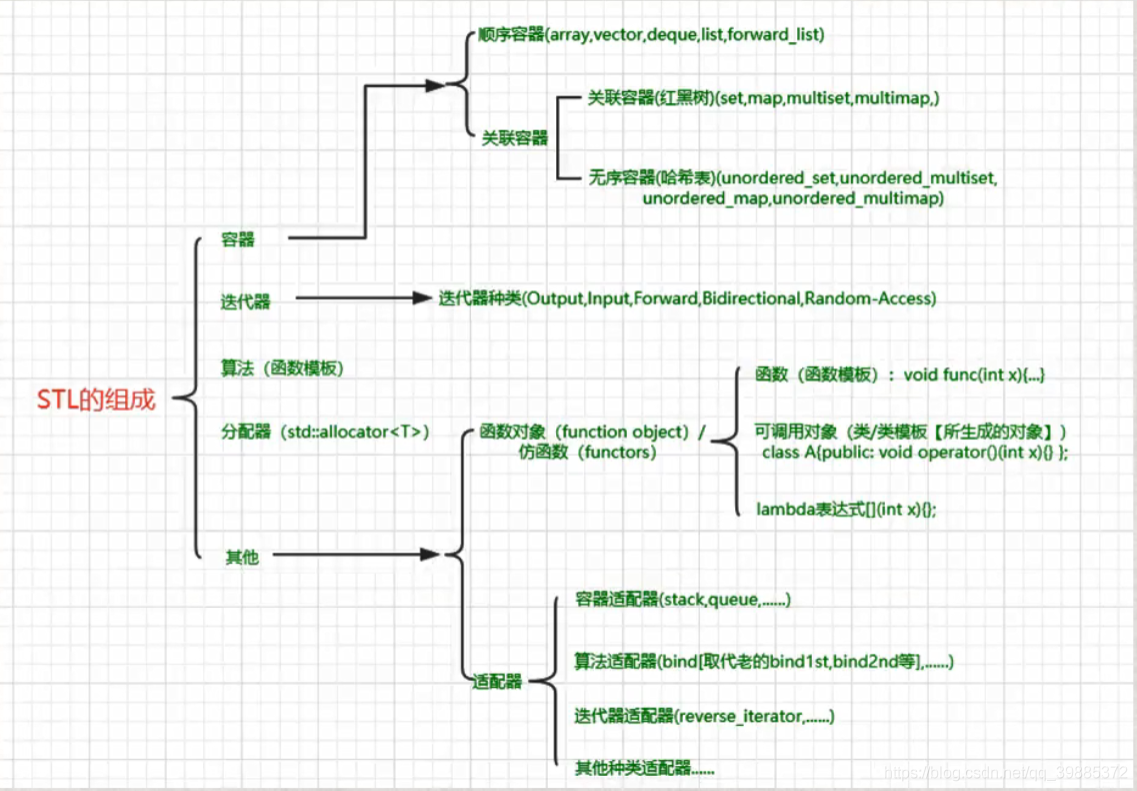 STL的组成
容器
顺序容器(array,vector,deque,list,forward_list)
关联容器
关联容器(红黑树)(set,map,multiset,multimap,)
无序容器(哈希表)(unordered_set,unordered_multiset,
unordered_map,unordered_multimap)
迭代器
迭代器种类(Output,Input,Forward,Bidirectional,Random-Access)
算法（函数模板）
分配器（std::allocator<T>）
其他
函数对象（function object）/
仿函数（functors）
函数（函数模板）: void func(int x){...}
可调用对象（类/类模板【所生成的对象】)
class A{public: void operator()(int x){} };
lambda表达式[](int x){};
适配器
容器适配器(stack,queue,......)
算法适配器(bind[取代老的bind1st,bind2nd等],......)
迭代器适配器(reverse_iterator,......)
其他种类适配器......
https://blog.csdn.net/qq_39885372